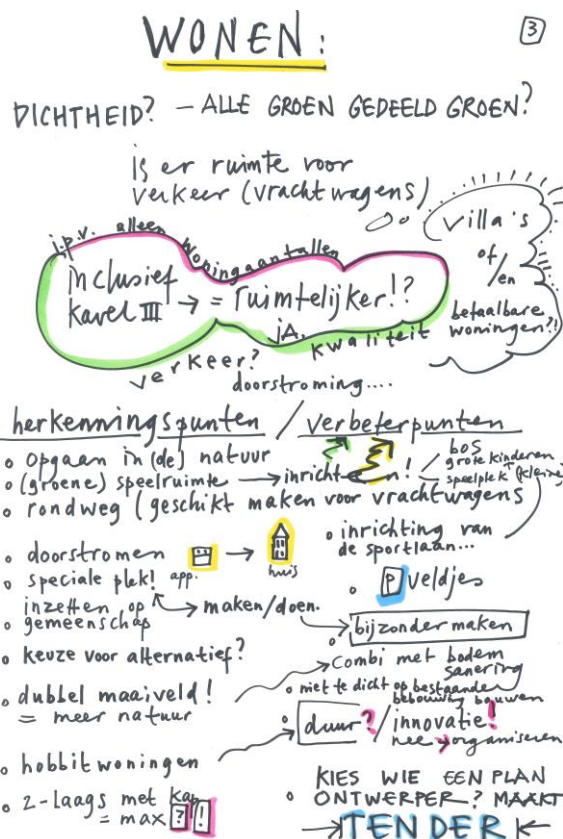 WONEN:
3
DICHTHEID? – ALLE GROEN GEDEELD GROEN?
is er ruimte voor
verkeer (vrachtwagens)
villa's
of/en
betaalbare
woningen?!
i.p.v. alleen woningaantallen
inclusief
kavel III → = ruimtelijker!?
jA. kwaliteit
verkeer?
doorstroming....
herkenningspunten / verbeterpunten
• opgaan in (de) natuur
• (groene) speelruimte → inrichten!
bos
grote kinderen
+
speelplek (kleine)
• rondweg (geschikt maken voor vrachtwagens
• inrichting van
de sportlaan...
• doorstromen
app. → huis
• P veldjes
• speciale plek!
→ maken/doen.
→ bijzonder maken
• inzetten op
gemeenschap
• keuze voor alternatief?
• dubbel maaiveld!
= meer natuur
→ Combi met bodem
sanering
• niet te dicht op bestaande
bebouwing bouwen
• duur?/innovatie!
nee → organiseren
• hobbitwoningen
• 2-laags met kap
= max ? !
• KIES WIE EEN PLAN
ONTWERPER? MAAKT
→ TENDER ←